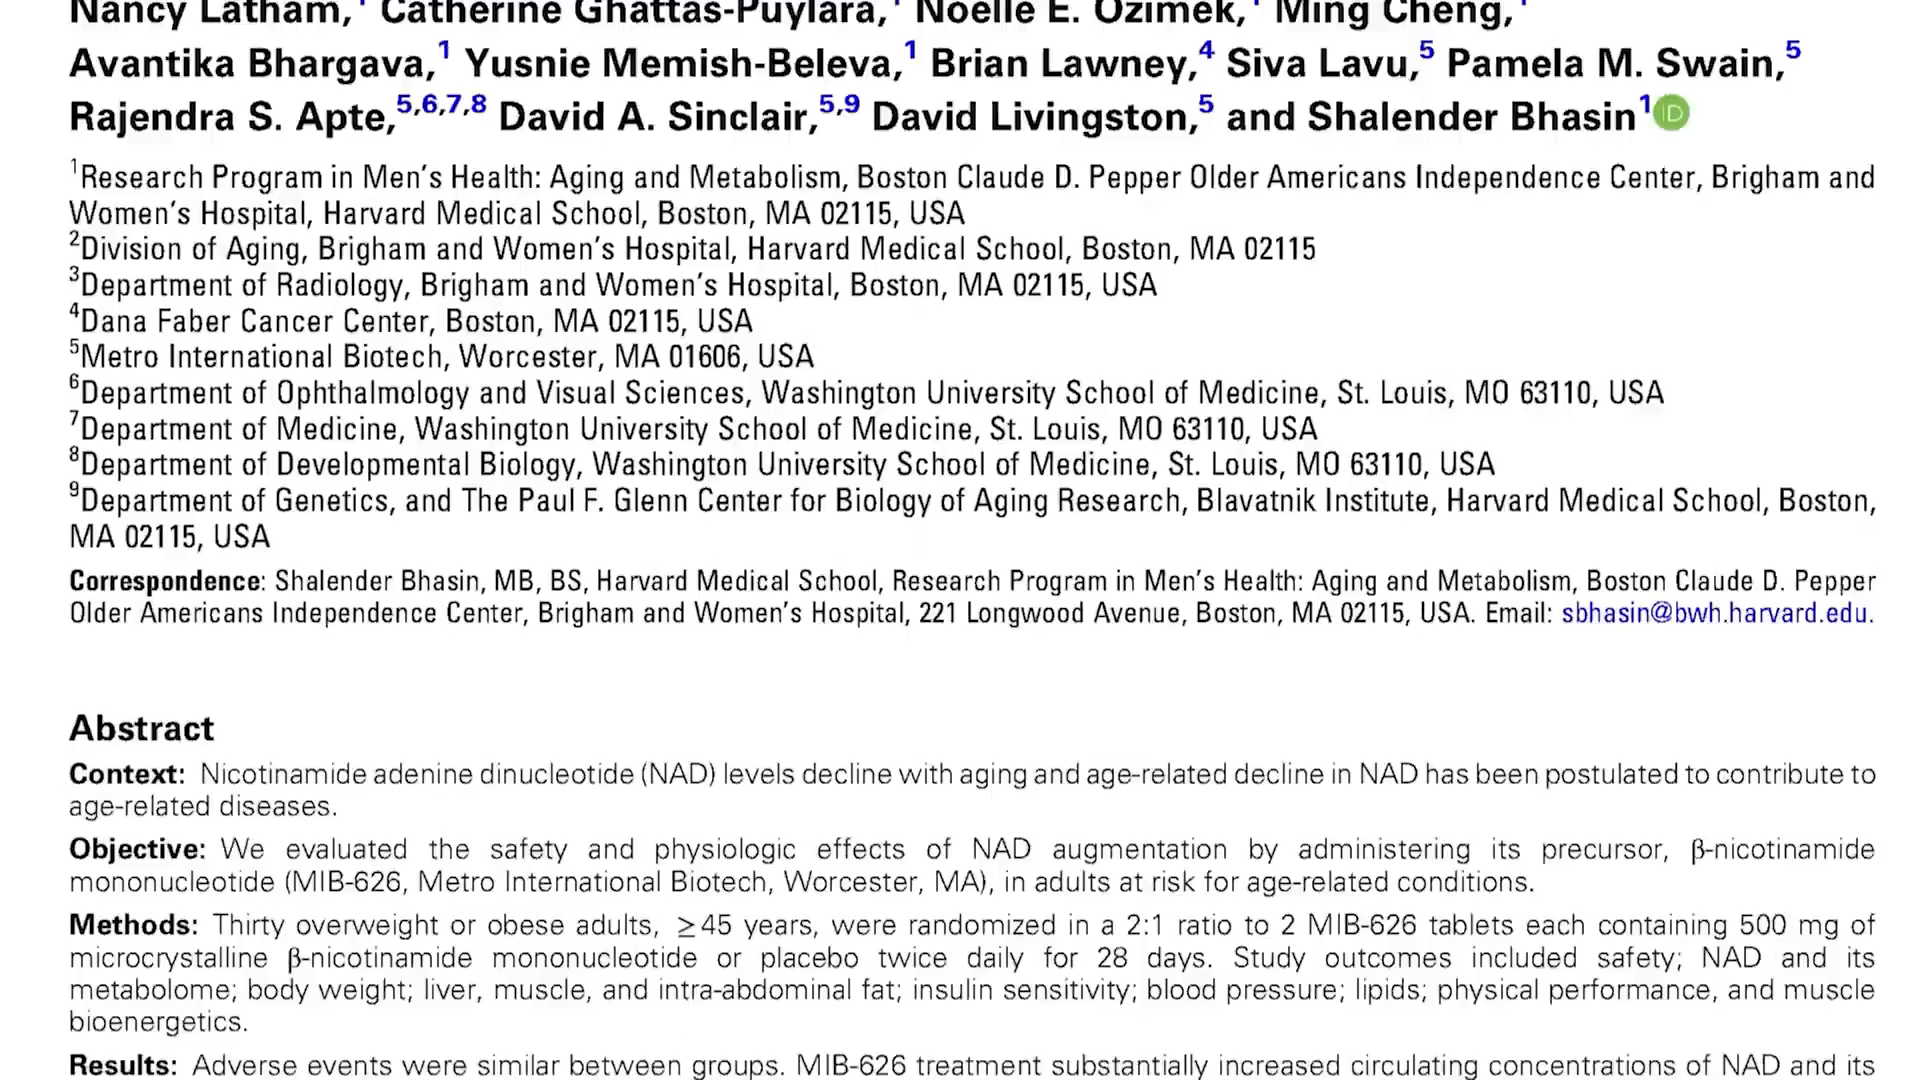 Nancy Latham,1 Catherine Ghattas-Puylara,1 Noelle E. Ozimek,1 Ming Cheng,1
Avantika Bhargava,1 Yusnie Memish-Beleva,1 Brian Lawney,4 Siva Lavu,5 Pamela M. Swain,5
Rajendra S. Apte,5,6,7,8 David A. Sinclair,5,9 David Livingston,5 and Shalender Bhasin1 iD
1Research Program in Men’s Health: Aging and Metabolism, Boston Claude D. Pepper Older Americans Independence Center, Brigham and
Women’s Hospital, Harvard Medical School, Boston, MA 02115, USA
2Division of Aging, Brigham and Women’s Hospital, Harvard Medical School, Boston, MA 02115
3Department of Radiology, Brigham and Women’s Hospital, Boston, MA 02115, USA
4Dana Faber Cancer Center, Boston, MA 02115, USA
5Metro International Biotech, Worcester, MA 01606, USA
6Department of Ophthalmology and Visual Sciences, Washington University School of Medicine, St. Louis, MO 63110, USA
7Department of Medicine, Washington University School of Medicine, St. Louis, MO 63110, USA
8Department of Developmental Biology, Washington University School of Medicine, St. Louis, MO 63110, USA
9Department of Genetics, and The Paul F. Glenn Center for Biology of Aging Research, Blavatnik Institute, Harvard Medical School, Boston,
MA 02115, USA
Correspondence: Shalender Bhasin, MB, BS, Harvard Medical School, Research Program in Men’s Health: Aging and Metabolism, Boston Claude D. Pepper
Older Americans Independence Center, Brigham and Women’s Hospital, 221 Longwood Avenue, Boston, MA 02115, USA. Email: sbhasin@bwh.harvard.edu.
Abstract
Context: Nicotinamide adenine dinucleotide (NAD) levels decline with aging and age-related decline in NAD has been postulated to contribute to
age-related diseases.
Objective: We evaluated the safety and physiologic effects of NAD augmentation by administering its precursor, β-nicotinamide
mononucleotide (MIB-626, Metro International Biotech, Worcester, MA), in adults at risk for age-related conditions.
Methods: Thirty overweight or obese adults, ≥45 years, were randomized in a 2:1 ratio to 2 MIB-626 tablets each containing 500 mg of
microcrystalline β-nicotinamide mononucleotide or placebo twice daily for 28 days. Study outcomes included safety; NAD and its
metabolome; body weight; liver, muscle, and intra-abdominal fat; insulin sensitivity; blood pressure; lipids; physical performance, and muscle
bioenergetics.
Results: Adverse events were similar between groups. MIB-626 treatment substantially increased circulating concentrations of NAD and its